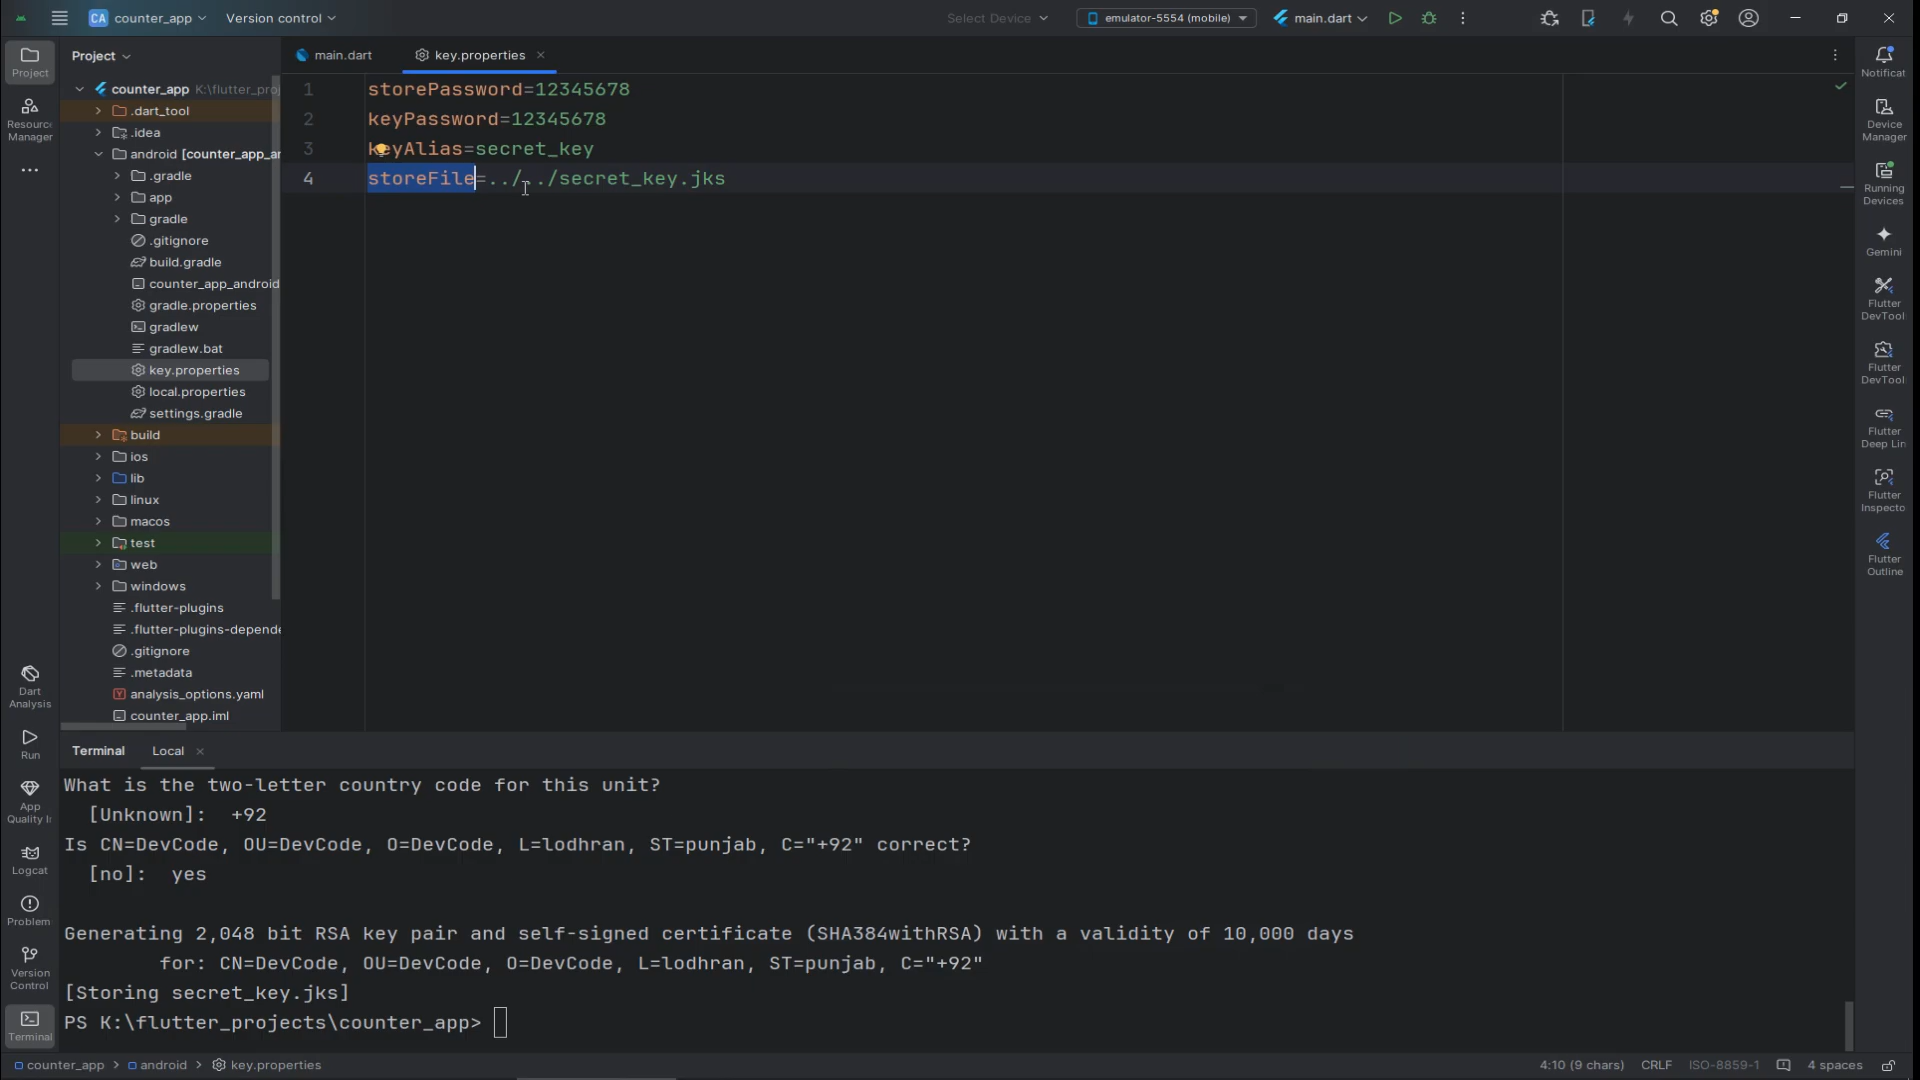 CA counter_app Version control Select Device emulator-5554 (mobile) main.dart
Project
Resourc
Manager
Project
counter_app K:\flutter_proj
.dart_tool
.idea
android [counter_app_an
.gradle
app
gradle
.gitignore
build.gradle
counter_app_android
gradle.properties
gradlew
gradlew.bat
key.properties
local.properties
settings.gradle
build
ios
lib
linux
macos
test
web
windows
.flutter-plugins
.flutter-plugins-depende
.gitignore
.metadata
analysis_options.yaml
counter_app.iml
main.dart key.properties
1 storePassword=12345678
2 keyPassword=12345678
3 keyAlias=secret_key
4 storeFile=../../secret_key.jks
Notificat
Device
Manager
Running
Devices
Gemini
Flutter
DevTool
Flutter
DevTool
Flutter
Deep Lin
Flutter
Inspecto
Flutter
Outline
Dart
Analysis
Run
App
Quality I
Logcat
Problem
Version
Control
Terminal
Terminal Local
What is the two-letter country code for this unit?
[Unknown]: +92
Is CN=DevCode, OU=DevCode, O=DevCode, L=lodhran, ST=punjab, C="+92" correct?
[no]: yes
Generating 2,048 bit RSA key pair and self-signed certificate (SHA384withRSA) with a validity of 10,000 days
for: CN=DevCode, OU=DevCode, O=DevCode, L=lodhran, ST=punjab, C="+92"
[Storing secret_key.jks]
PS K:\flutter_projects\counter_app>
counter_app > android > key.properties 4:10 (9 chars) CRLF ISO-8859-1 4 spaces